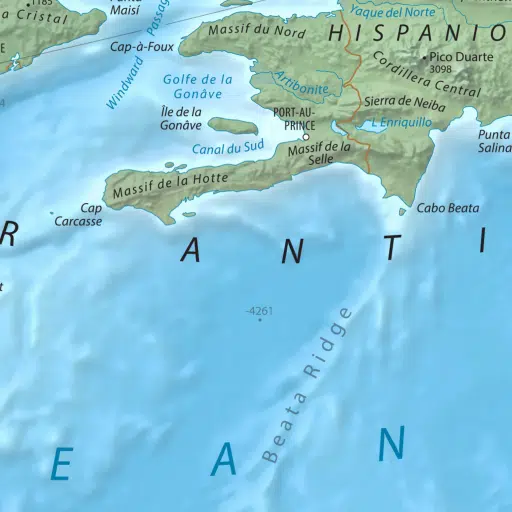 1185
Punta
Maisí
a Cristal
Yaque del Norte
Massif du Nord
HISPANIO
Cap-à-Foux
Windward Passag
Pico Duarte
3098
Cordillera Central
Golfe de la
Gonâve
Artibonite
Sierra de Neiba
Île de la
Gonâve
PORT-AU-
PRINCE
L Enriquillo
Punta
Salina
Canal du Sud
Massif de la
Selle
Massif de la Hotte
Cap
Carcasse
Cabo Beata
R A N T I
-4261
Beata Ridge
E A N